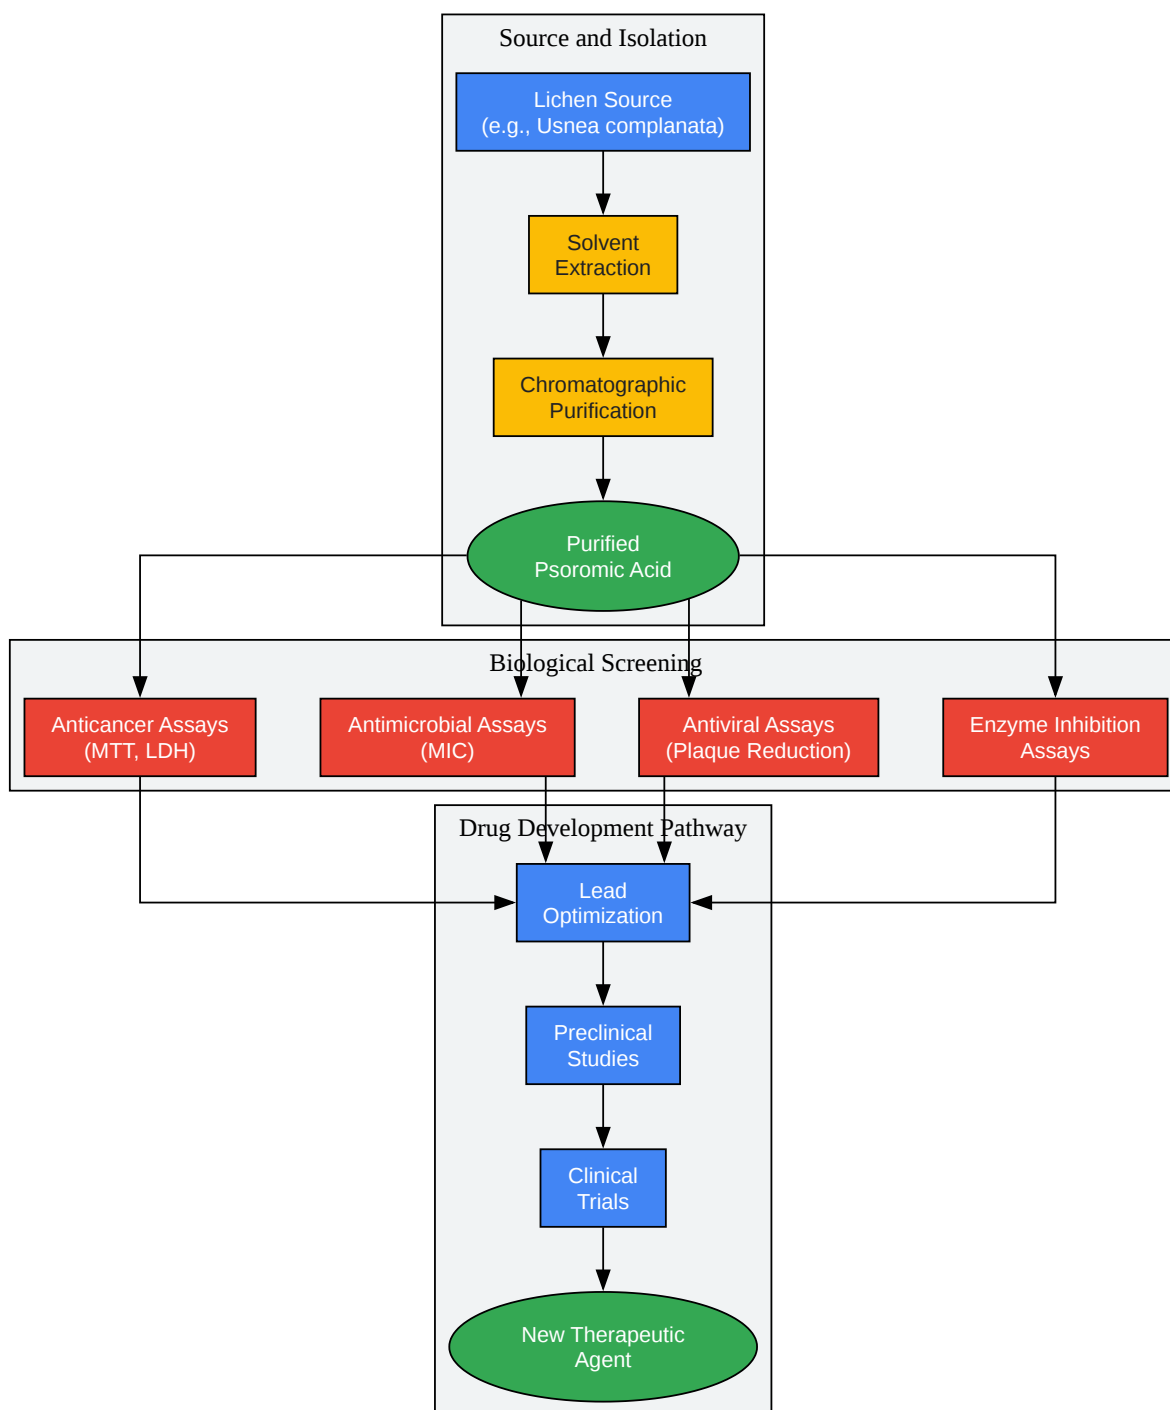 Source and Isolation
Lichen Source
(e.g., Usnea complanata)
Solvent
Extraction
Chromatographic
Purification
Purified
Psoromic Acid
Biological Screening
Anticancer Assays
(MTT, LDH)
Antimicrobial Assays
(MIC)
Antiviral Assays
(Plaque Reduction)
Enzyme Inhibition
Assays
Drug Development Pathway
Lead
Optimization
Preclinical
Studies
Clinical
Trials
New Therapeutic
Agent